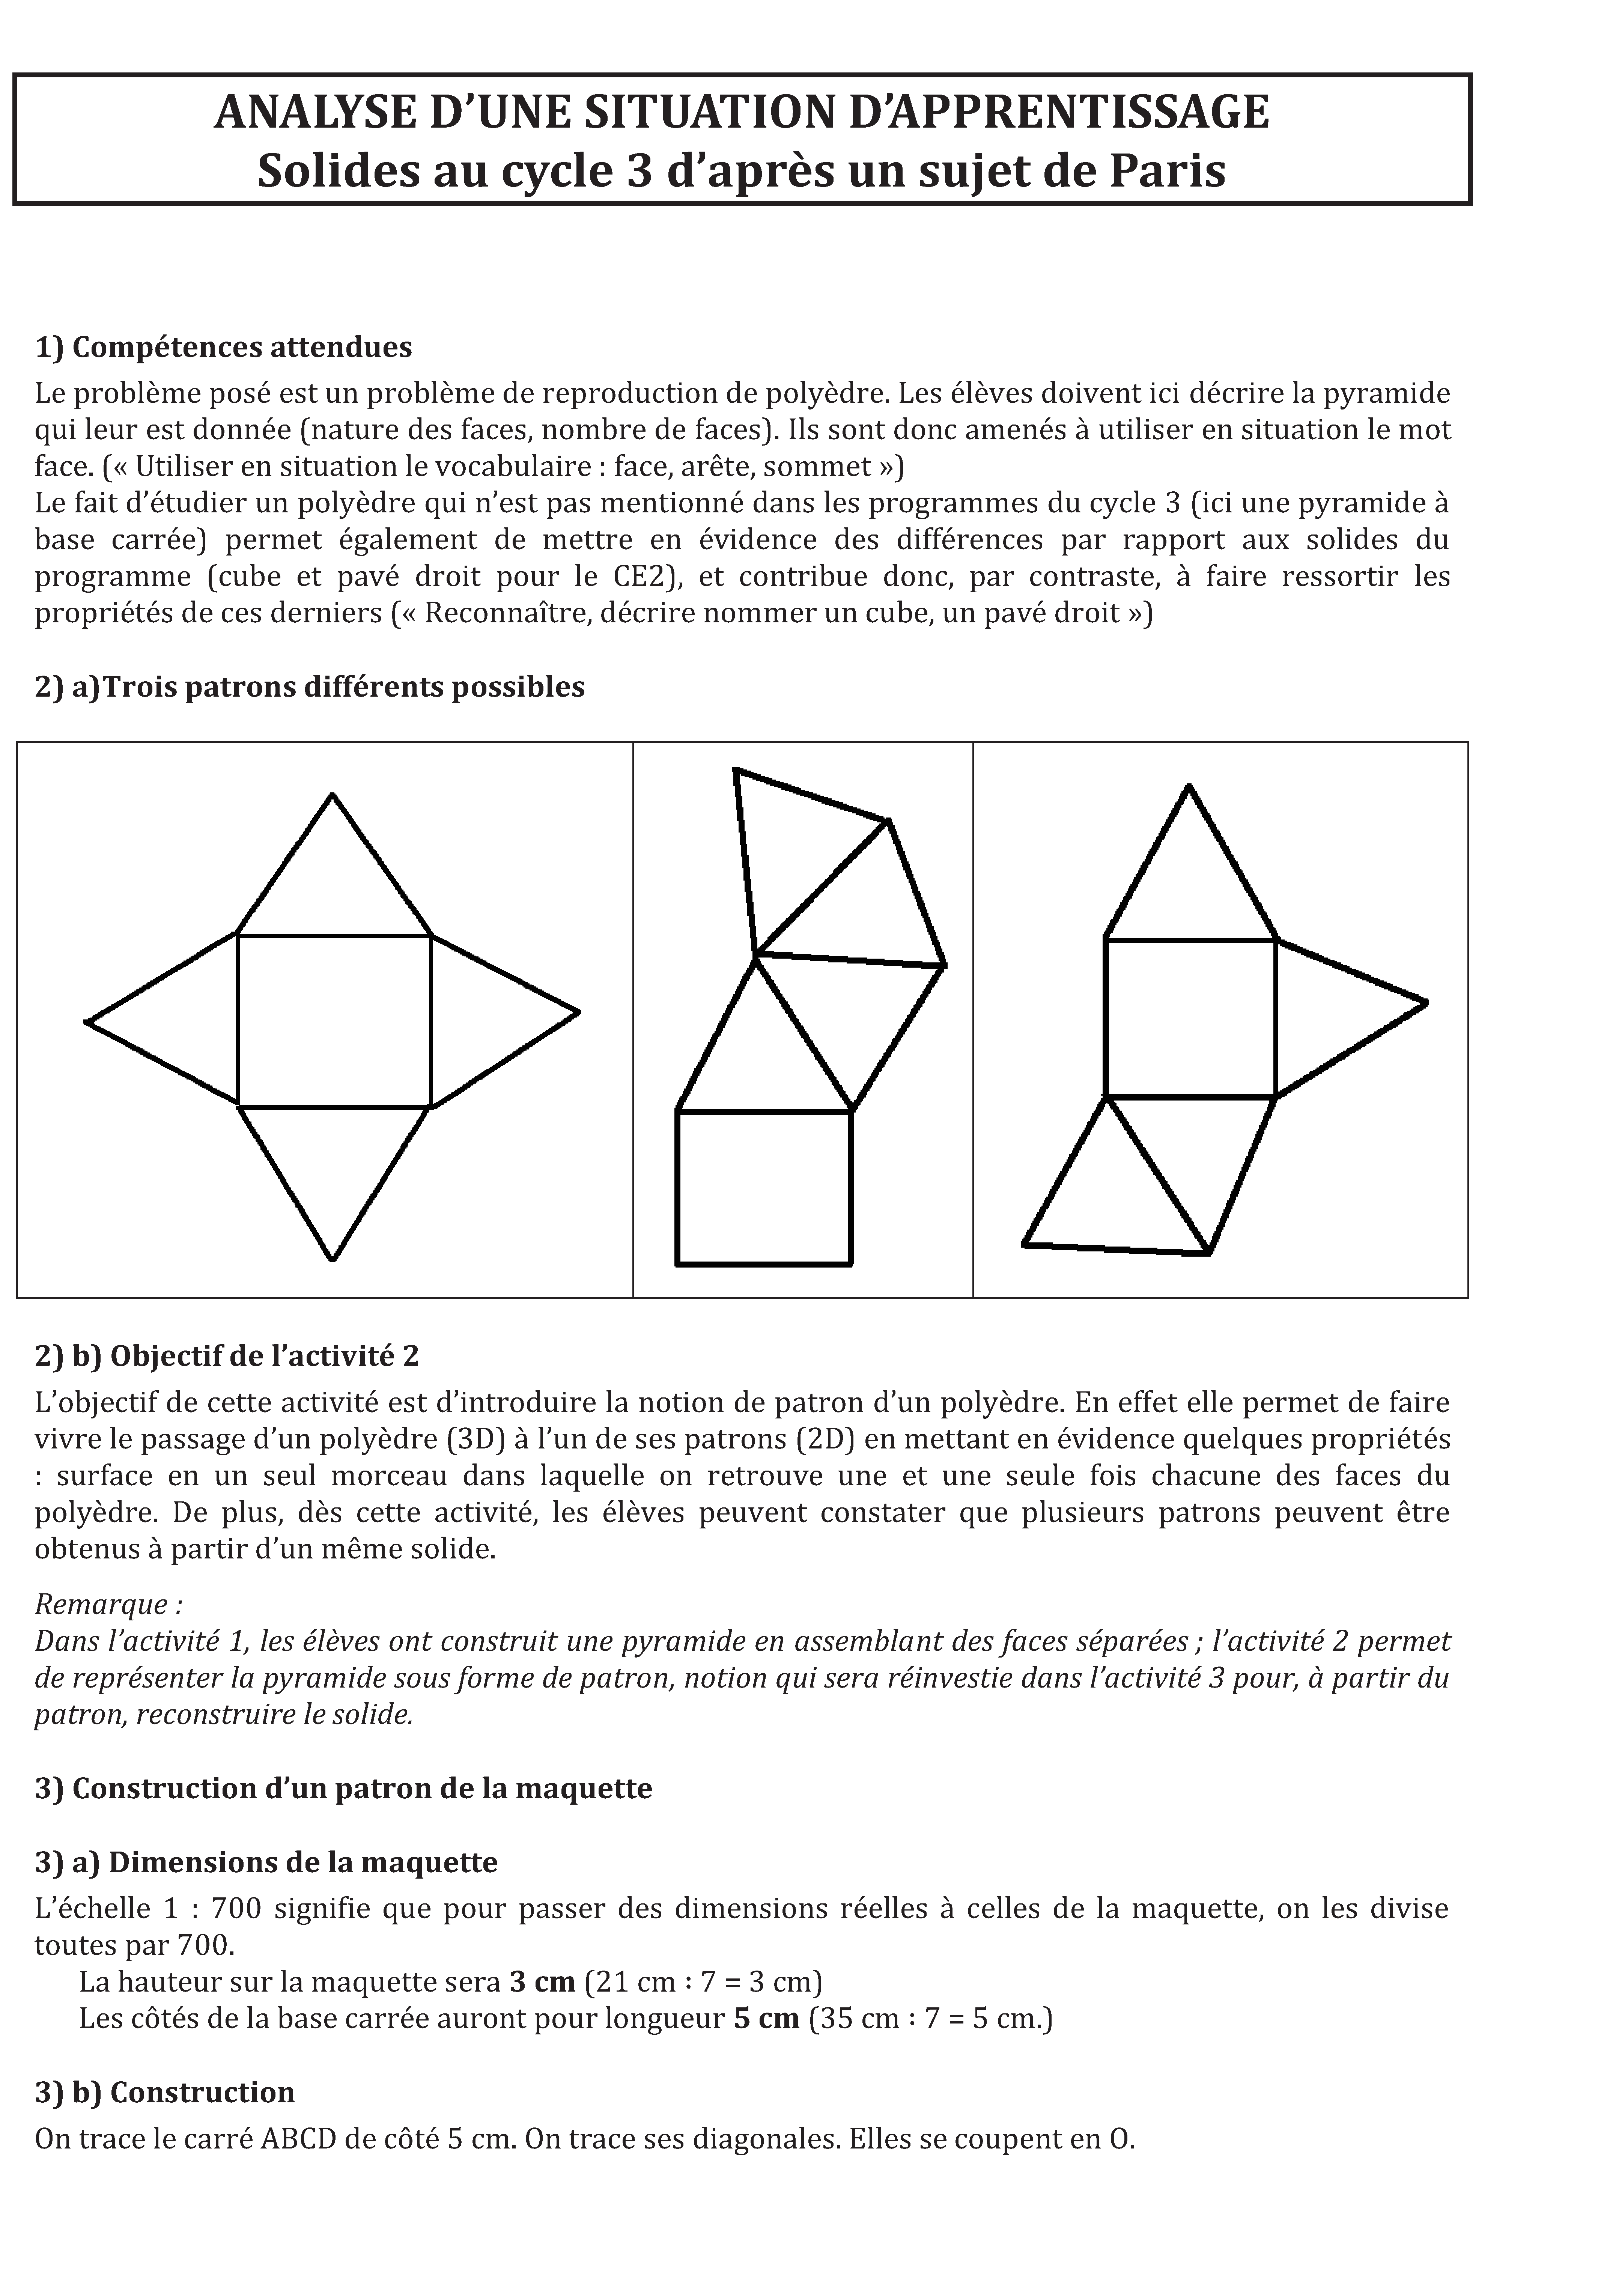 ANALYSE D’UNE SITUATION D’APPRENTISSAGE
Solides au cycle 3 d’après un sujet de Paris
1) Compétences attendues
Le problème posé est un problème de reproduction de polyèdre. Les élèves doivent ici décrire la pyramide
qui leur est donnée (nature des faces, nombre de faces). Ils sont donc amenés à utiliser en situation le mot
face. (« Utiliser en situation le vocabulaire : face, arête, sommet »)
Le fait d’étudier un polyèdre qui n’est pas mentionné dans les programmes du cycle 3 (ici une pyramide à
base carrée) permet également de mettre en évidence des différences par rapport aux solides du
programme (cube et pavé droit pour le CE2), et contribue donc, par contraste, à faire ressortir les
propriétés de ces derniers (« Reconnaître, décrire nommer un cube, un pavé droit »)
2) a)Trois patrons différents possibles
2) b) Objectif de l’activité 2
L’objectif de cette activité est d’introduire la notion de patron d’un polyèdre. En effet elle permet de faire
vivre le passage d’un polyèdre (3D) à l’un de ses patrons (2D) en mettant en évidence quelques propriétés
: surface en un seul morceau dans laquelle on retrouve une et une seule fois chacune des faces du
polyèdre. De plus, dès cette activité, les élèves peuvent constater que plusieurs patrons peuvent être
obtenus à partir d’un même solide.
Remarque :
Dans l’activité 1, les élèves ont construit une pyramide en assemblant des faces séparées ; l’activité 2 permet
de représenter la pyramide sous forme de patron, notion qui sera réinvestie dans l’activité 3 pour, à partir du
patron, reconstruire le solide.
3) Construction d’un patron de la maquette
3) a) Dimensions de la maquette
L’échelle 1 : 700 signifie que pour passer des dimensions réelles à celles de la maquette, on les divise
toutes par 700.
La hauteur sur la maquette sera 3 cm (21 cm : 7 = 3 cm)
Les côtés de la base carrée auront pour longueur 5 cm (35 cm : 7 = 5 cm.)
3) b) Construction
On trace le carré ABCD de côté 5 cm. On trace ses diagonales. Elles se coupent en O.